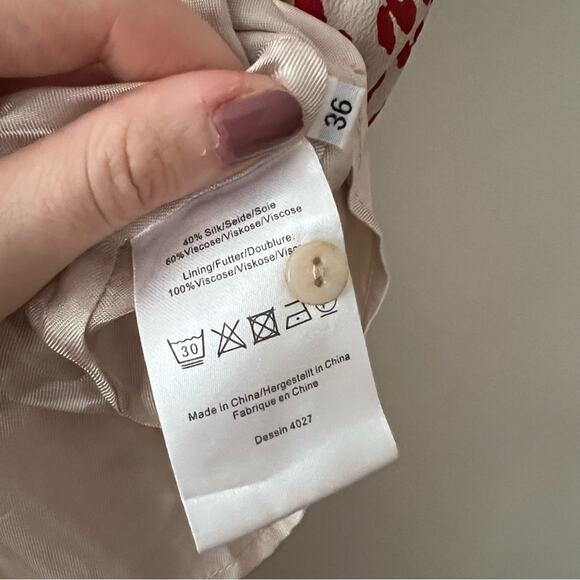 36
40% Silk/Seide/Soie
60%Viscose/Viskose/Viscose
Lining/Futter/Doublure:
100%Viscose/Viskose/
30
Made in China/Hergestellt in China
Fabrique en Chine
Dessin 4027